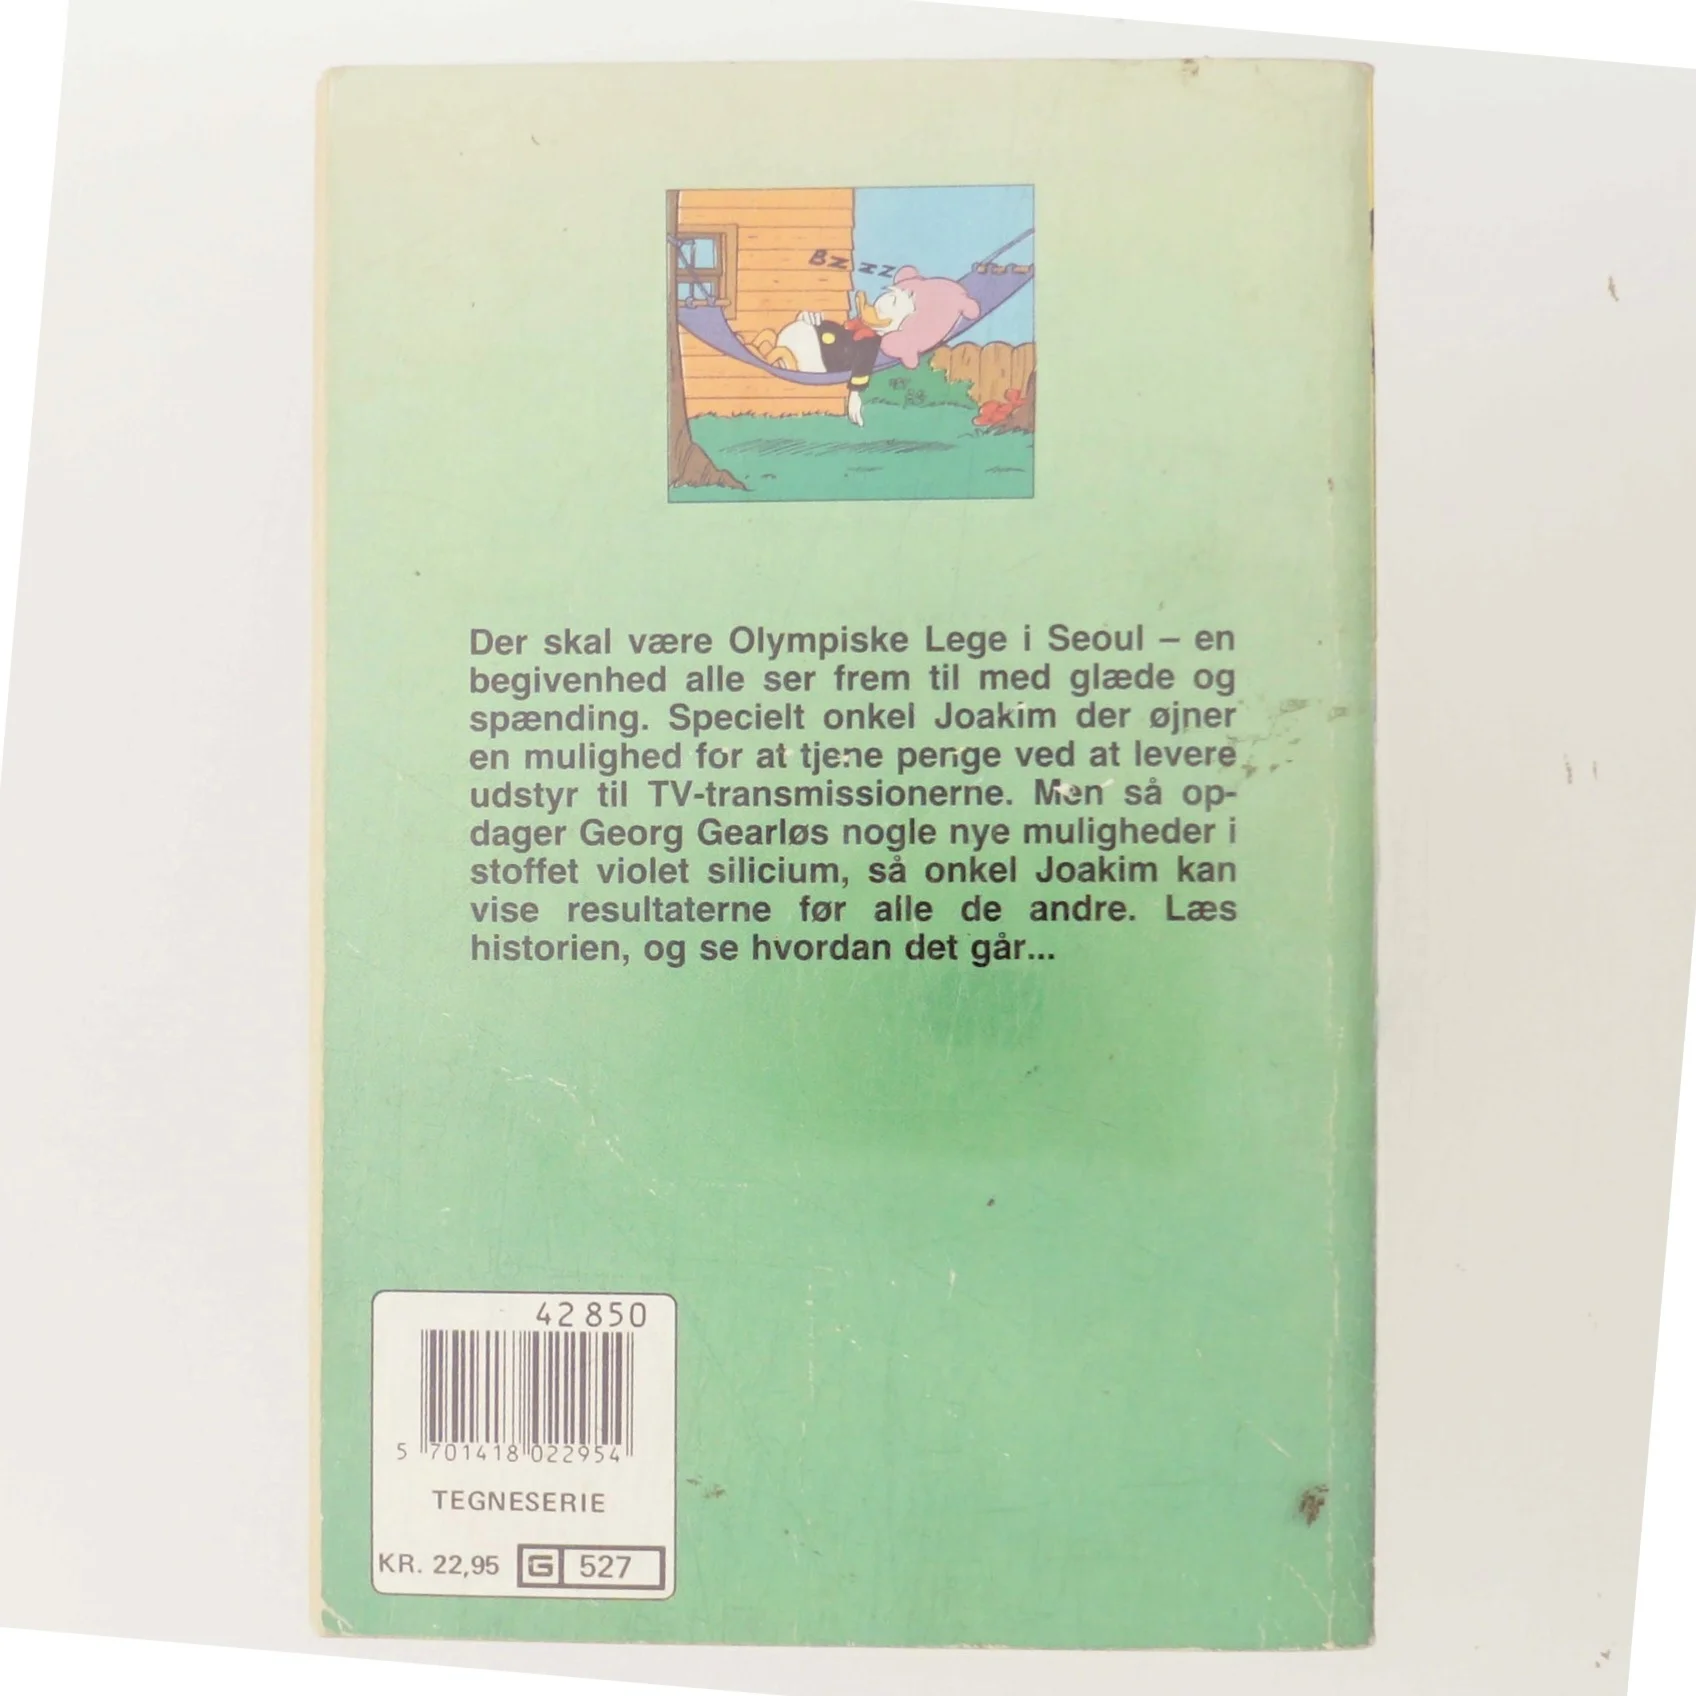 Bz zz
Der skal være Olympiske Lege i Seoul – en
begivenhed alle ser frem til med glæde og
spænding. Specielt onkel Joakim der øjner
en mulighed for at tjene penge ved at levere
udstyr til TV-transmissionerne. Men så op-
dager Georg Gearløs nogle nye muligheder i
stoffet violet silicium, så onkel Joakim kan
vise resultaterne før alle de andre. Læs
historien, og se hvordan det går...
42850
5 701418 022954
TEGNESERIE
KR. 22,95 G 527